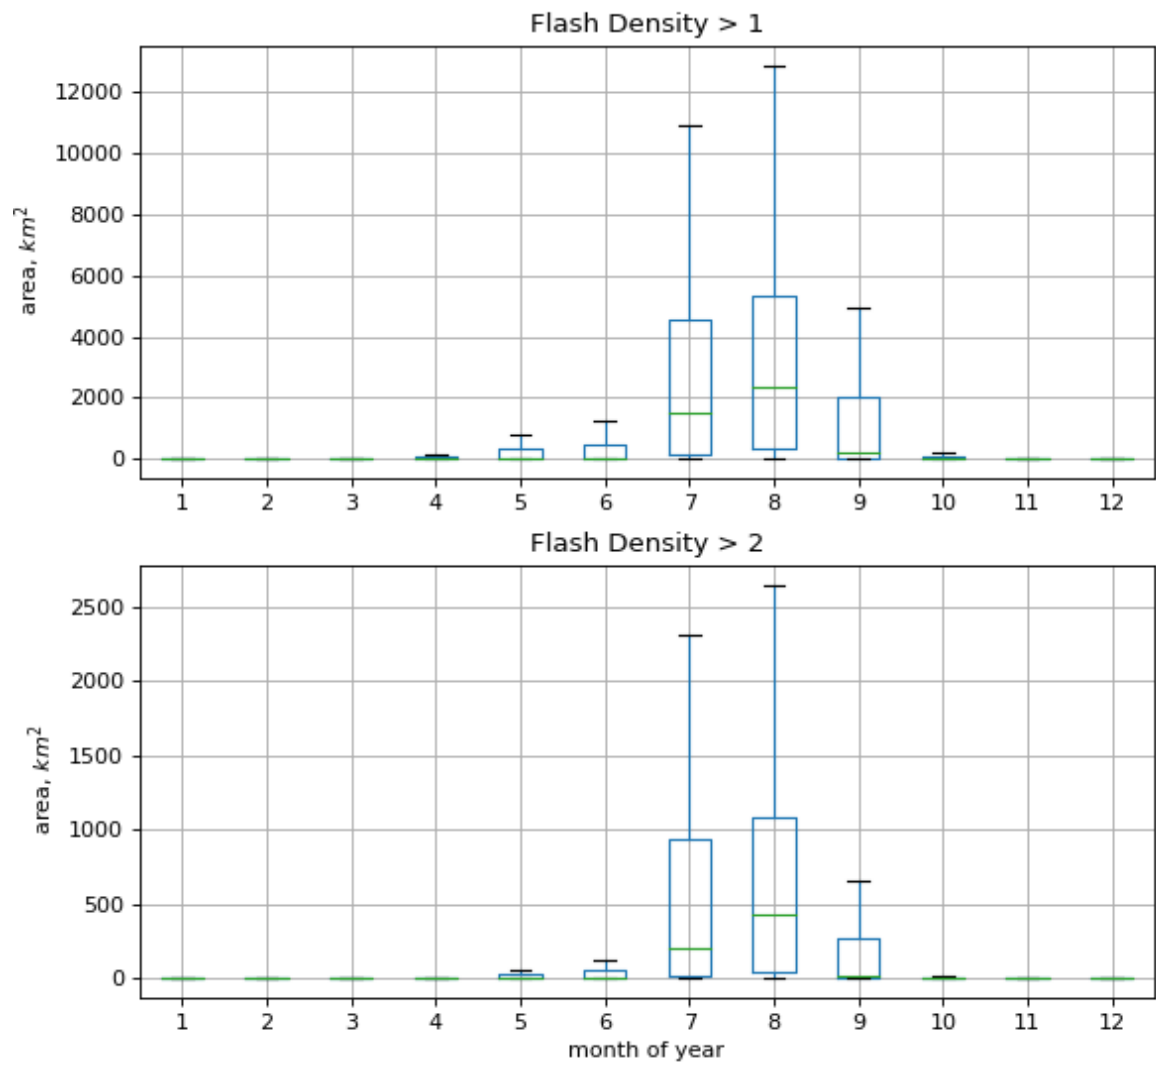 Flash Density > 1
12000
10000
8000
6000
4000
2000
0
area, km²
1 2 3 4 5 6 7 8 9 10 11 12
Flash Density > 2
2500
2000
1500
1000
500
0
area, km²
1 2 3 4 5 6 7 8 9 10 11 12
month of year